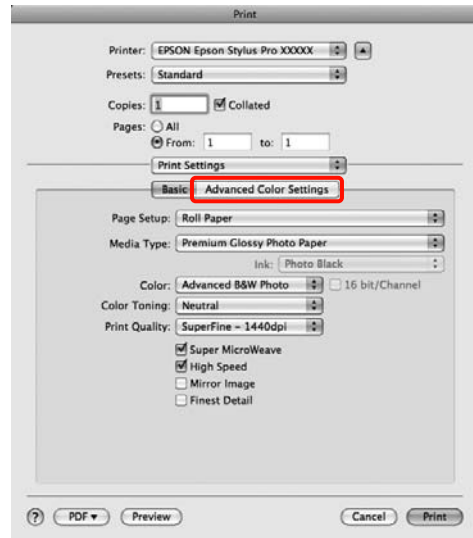 Print
Printer: EPSON Epson Stylus Pro XXXXX
Presets: Standard
Copies: 1 Collated
Pages: All
From: 1 to: 1
Print Settings
Basic Advanced Color Settings
Page Setup: Roll Paper
Media Type: Premium Glossy Photo Paper
Ink: Photo Black
Color: Advanced B&W Photo 16 bit/Channel
Color Toning: Neutral
Print Quality: SuperFine – 1440dpi
Super MicroWeave
High Speed
Mirror Image
Finest Detail
? PDF Preview Cancel Print